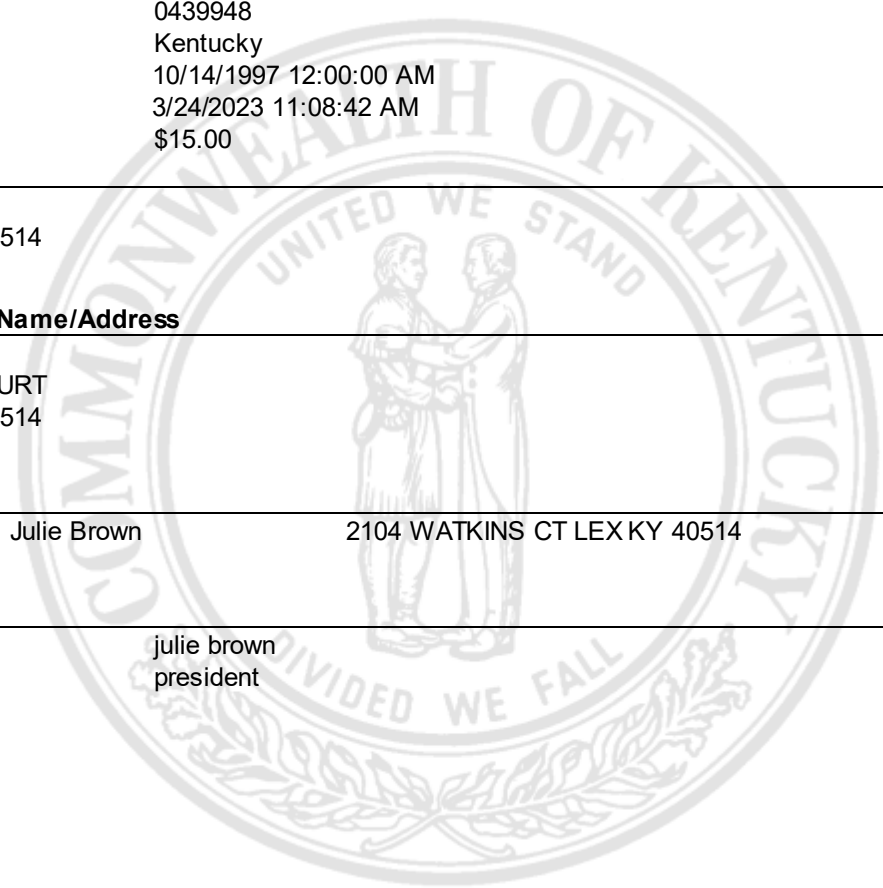 0439948
Kentucky
10/14/1997 12:00:00 AM
3/24/2023 11:08:42 AM
$15.00
514
Name/Address
URT
514
Julie Brown 2104 WATKINS CT LEX KY 40514
julie brown
president
COMMONWEALTH OF KENTUCKY
UNITED WE STAND
DIVIDED WE FALL